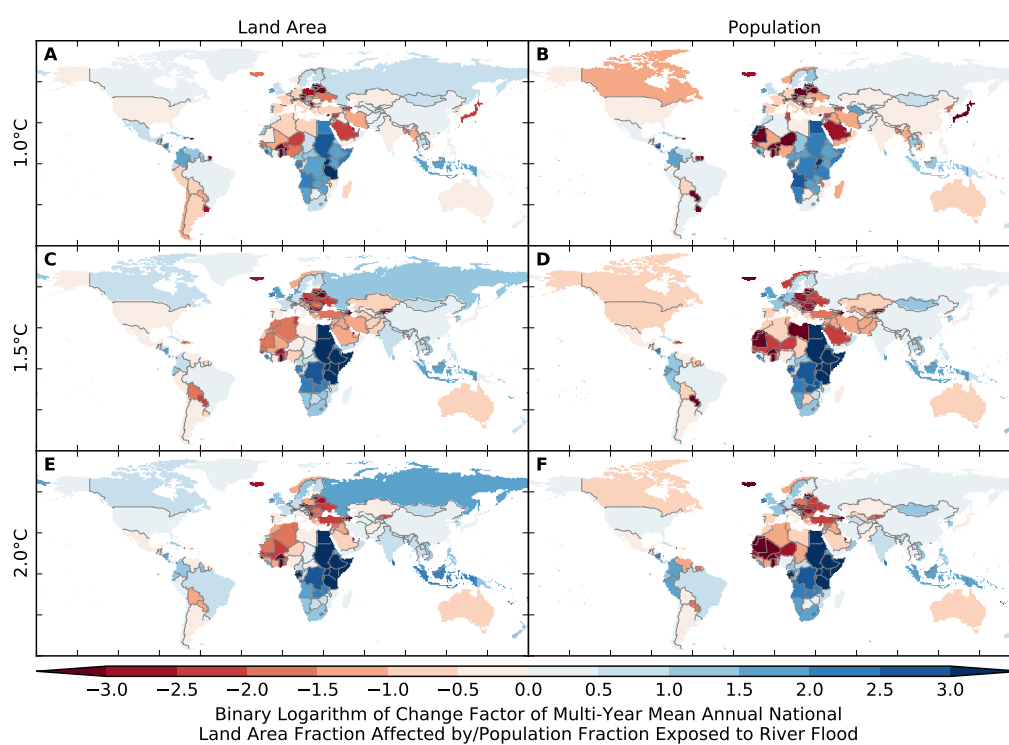 Land Area
Population
A
B
1.0°C
C
D
1.5°C
E
F
2.0°C
−3.0 −2.5 −2.0 −1.5 −1.0 −0.5 0.0 0.5 1.0 1.5 2.0 2.5 3.0
Binary Logarithm of Change Factor of Multi-Year Mean Annual National
Land Area Fraction Affected by/Population Fraction Exposed to River Flood